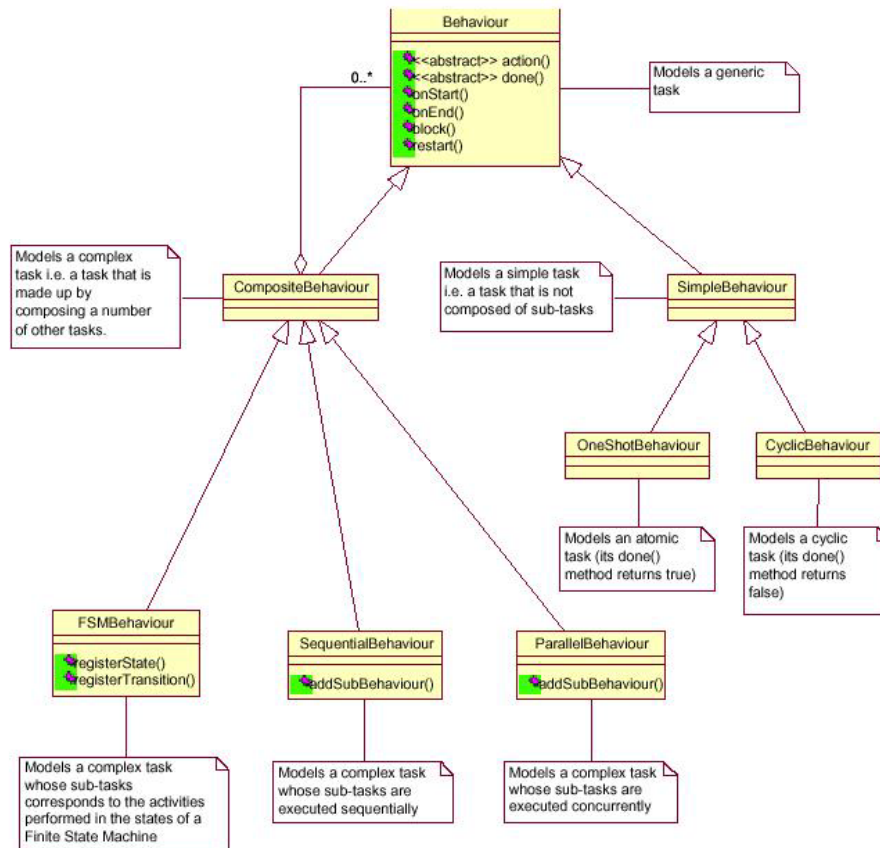 Behaviour
<<abstract>> action()
<<abstract>> done()
onStart()
onEnd()
block()
restart()
0..*
Models a generic
task
Models a complex
task i.e. a task that is
made up by
composing a number
of other tasks.
CompositeBehaviour
Models a simple task
i.e. a task that is not
composed of sub-tasks
SimpleBehaviour
OneShotBehaviour
CyclicBehaviour
Models an atomic
task (its done()
method returns true)
Models a cyclic
task (its done()
method returns
false)
FSMBehaviour
registerState()
registerTransition()
SequentialBehaviour
addSubBehaviour()
ParallelBehaviour
addSubBehaviour()
Models a complex task
whose sub-tasks
corresponds to the activities
performed in the states of a
Finite State Machine
Models a complex task
whose sub-tasks are
executed sequentially
Models a complex task
whose sub-tasks are
executed concurrently